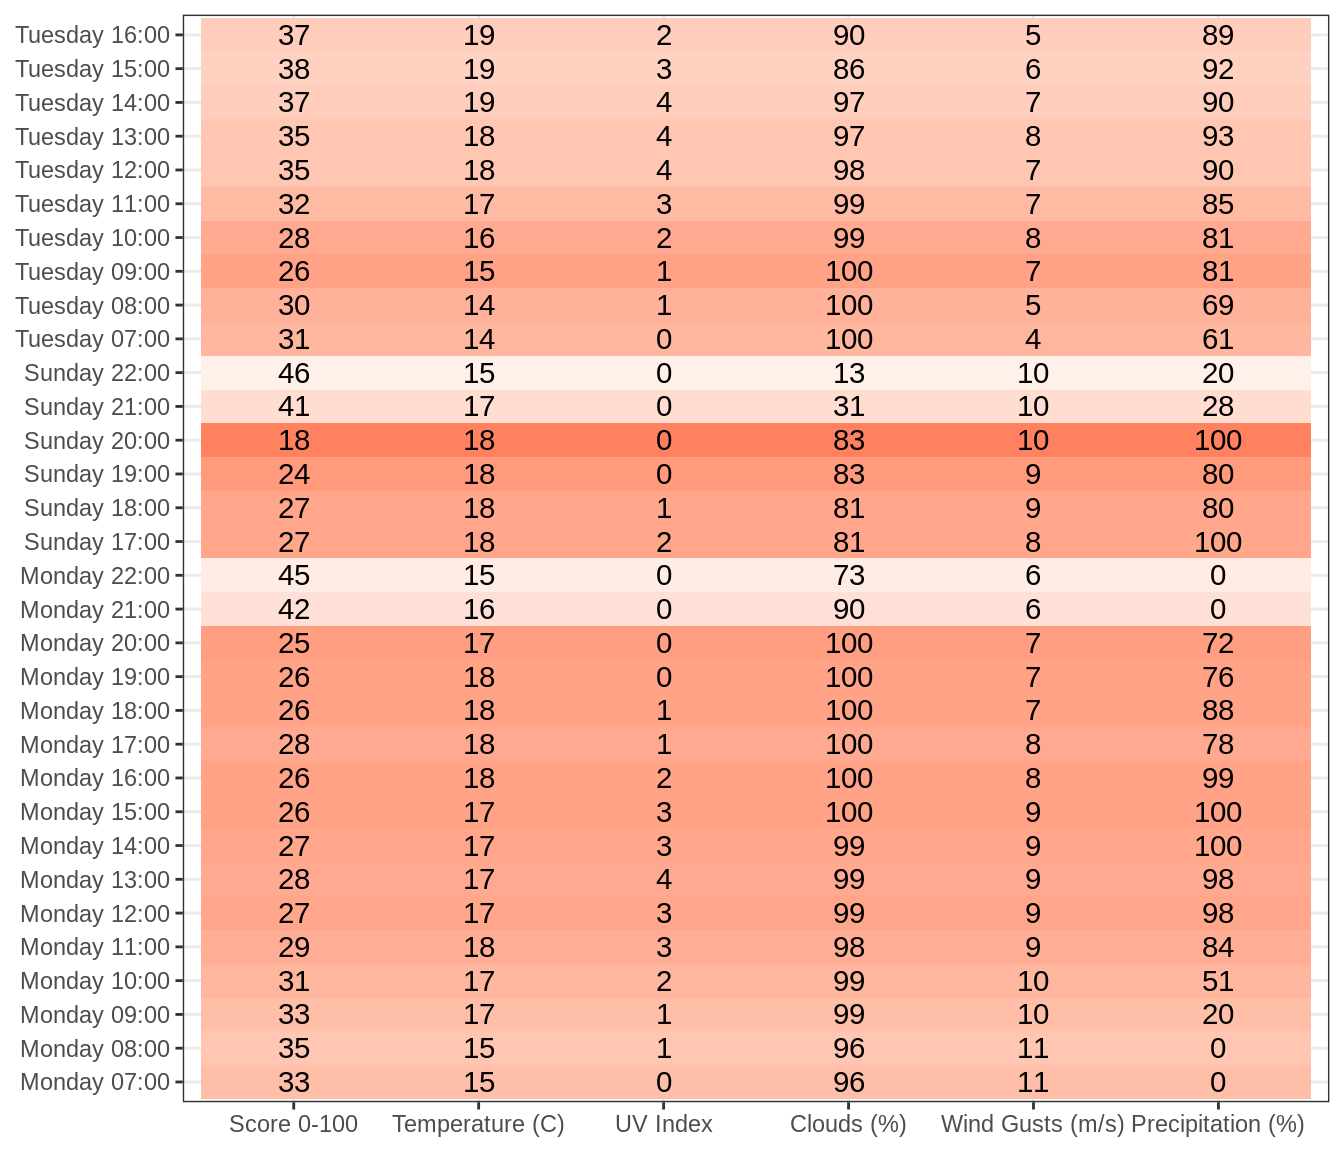 Tuesday 16:00 37 19 2 90 5 89
Tuesday 15:00 38 19 3 86 6 92
Tuesday 14:00 37 19 4 97 7 90
Tuesday 13:00 35 18 4 97 8 93
Tuesday 12:00 35 18 4 98 7 90
Tuesday 11:00 32 17 3 99 7 85
Tuesday 10:00 28 16 2 99 8 81
Tuesday 09:00 26 15 1 100 7 81
Tuesday 08:00 30 14 1 100 5 69
Tuesday 07:00 31 14 0 100 4 61
Sunday 22:00 46 15 0 13 10 20
Sunday 21:00 41 17 0 31 10 28
Sunday 20:00 18 18 0 83 10 100
Sunday 19:00 24 18 0 83 9 80
Sunday 18:00 27 18 1 81 9 80
Sunday 17:00 27 18 2 81 8 100
Monday 22:00 45 15 0 73 6 0
Monday 21:00 42 16 0 90 6 0
Monday 20:00 25 17 0 100 7 72
Monday 19:00 26 18 0 100 7 76
Monday 18:00 26 18 1 100 7 88
Monday 17:00 28 18 1 100 8 78
Monday 16:00 26 18 2 100 8 99
Monday 15:00 26 17 3 100 9 100
Monday 14:00 27 17 3 99 9 100
Monday 13:00 28 17 4 99 9 98
Monday 12:00 27 17 3 99 9 98
Monday 11:00 29 18 3 98 9 84
Monday 10:00 31 17 2 99 10 51
Monday 09:00 33 17 1 99 10 20
Monday 08:00 35 15 1 96 11 0
Monday 07:00 33 15 0 96 11 0
Score 0-100 Temperature (C) UV Index Clouds (%) Wind Gusts (m/s) Precipitation (%)